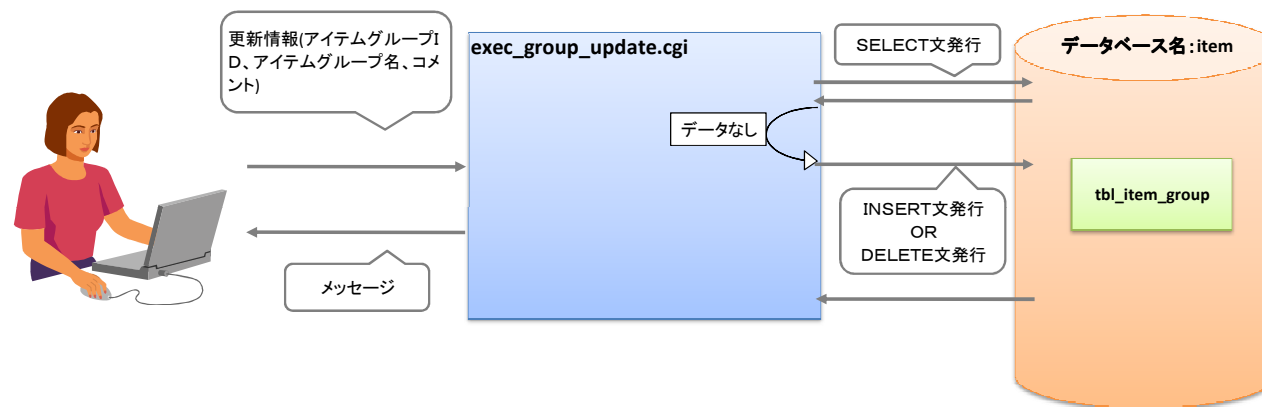 更新情報(アイテムグループI
D、アイテムグループ名、コメ
ント)
exec_group_update.cgi
SELECT文発行
データベース名:item
データなし
tbl_item_group
INSERT文発行
OR
DELETE文発行
メッセージ